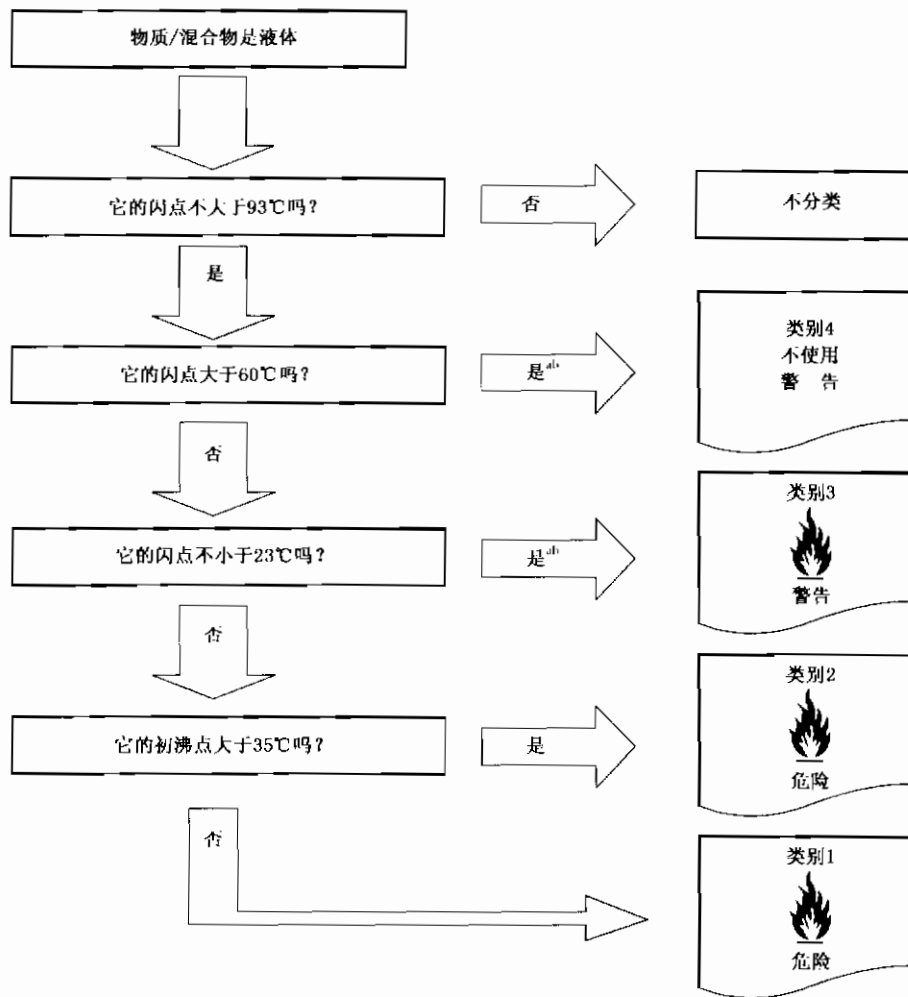 物质/混合物是液体
它的闪点不大于93℃吗?
否
不分类
是
它的闪点大于60℃吗?
是ab
类别4
不使用
警 告
否
它的闪点不小于23℃吗?
是ab
类别3
警告
否
它的初沸点大于35℃吗?
是
类别2
危险
否
类别1
危险